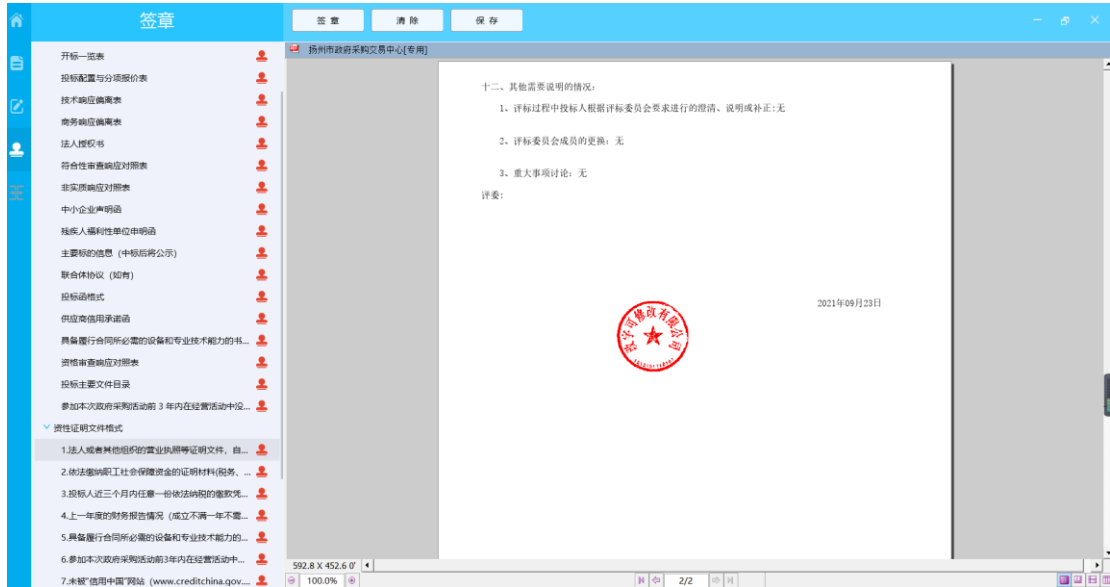 签章
签 章
清 除
保 存
扬州市政府采购交易中心[专用]
开标一览表
投标配置与分项报价表
技术响应偏离表
商务响应偏离表
法人授权书
符合性审查响应对照表
非实质响应对照表
中小企业声明函
残疾人福利性单位申明函
主要标的信息（中标后将公示）
联合体协议（如有）
投标函格式
供应商信用承诺函
具备履行合同所必需的设备和专业技术能力的书...
资格审查响应对照表
投标主要文件目录
参加本次政府采购活动前 3 年内在经营活动中没...
资性证明文件格式
1.法人或者其他组织的营业执照等证明文件，自...
2.依法缴纳职工社会保障资金的证明材料(税务、...
3.投标人近三个月内任意一份依法纳税的缴款凭...
4.上一年度的财务报告情况（成立不满一年不需...
5.具备履行合同所必需的设备和专业技术能力的...
6.参加本次政府采购活动前3年内在经营活动中...
7.未被"信用中国"网站（www.creditchina.gov....
十二、其他需要说明的情况：
1、评标过程中投标人根据评标委员会要求进行的澄清、说明或补正:无
2、评标委员会成员的更换：无
3、重大事项讨论：无
评委：
2021年09月23日
文字可修改有限公司
592.8 X 452.6 0'
100.0%
2/2